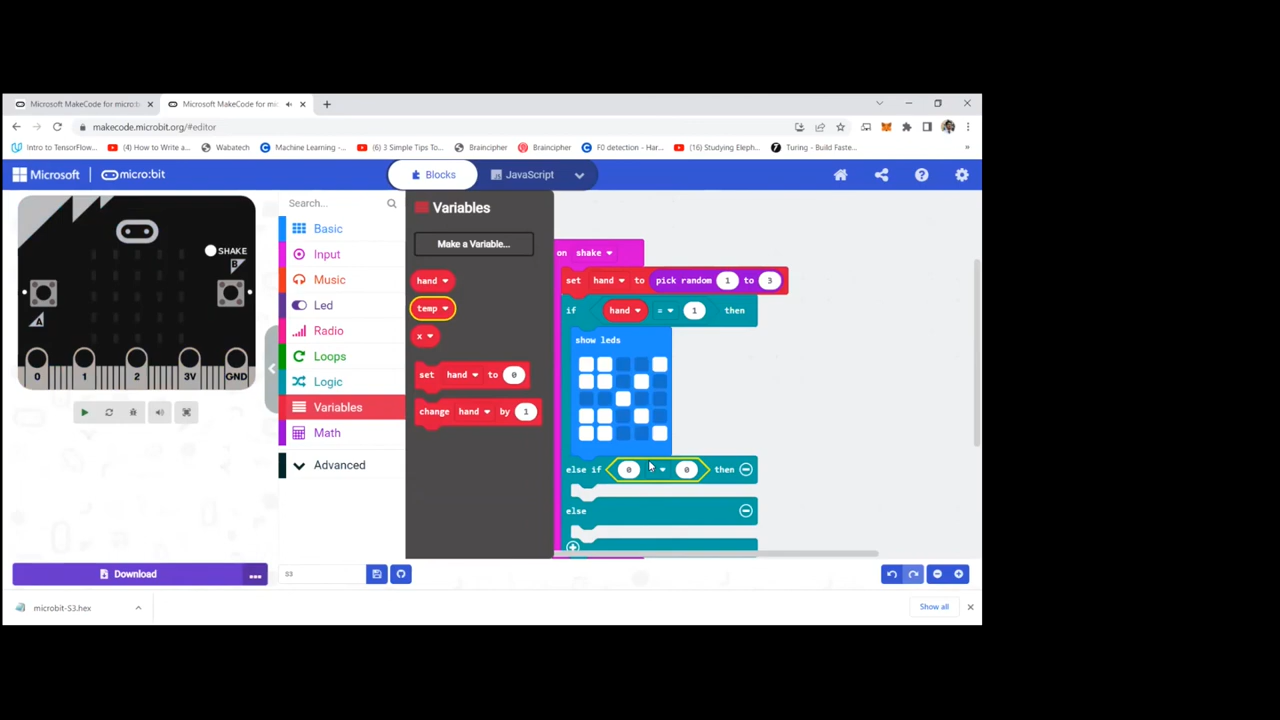 Microsoft MakeCode for micro:b
Microsoft MakeCode for mi
makecode.microbit.org/#editor
Intro to TensorFlow...
(4) How to Write a...
Wabatech
Machine Learning -...
(6) 3 Simple Tips To...
Braincipher
Braincipher
F0 detection - Har...
(16) Studying Eleph...
Turing - Build Faste...
»
Microsoft
micro:bit
Blocks
JavaScript
SHAKE
B
A
0
1
2
3V
GND
Search...
Basic
Input
Music
Led
Radio
Loops
Logic
Variables
Math
Advanced
Variables
Make a Variable...
hand
temp
x
set hand to 0
change hand by 1
on shake
set hand to pick random 1 to 3
if hand = 1 then
show leds
else if 0 0 then
else
Download
...
S3
microbit-S3.hex
Show all